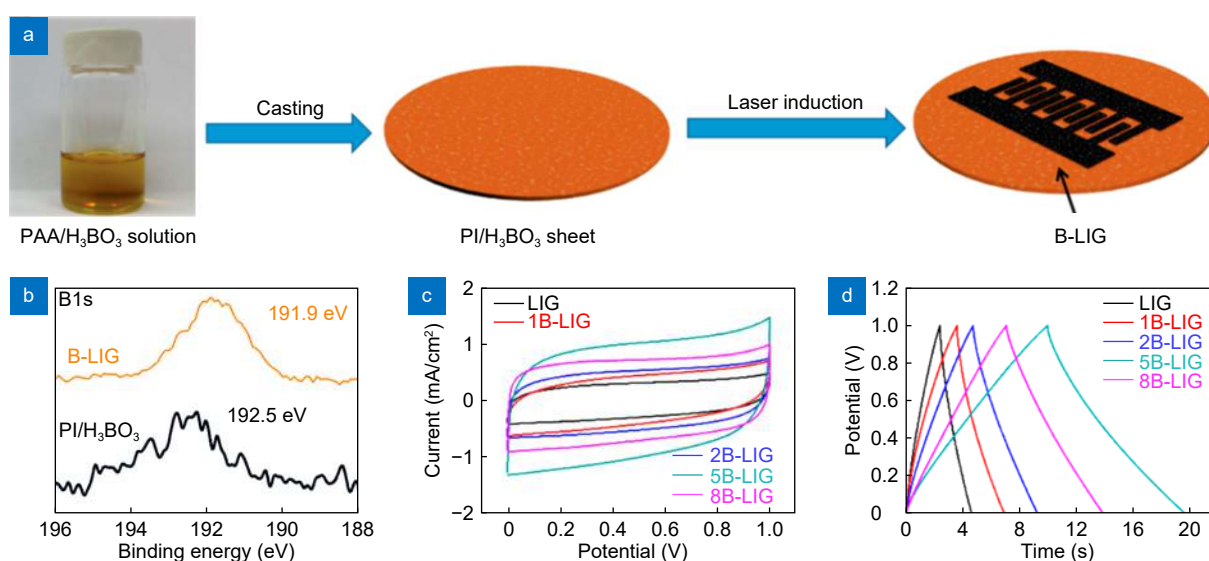 a
Casting
Laser induction
PAA/H₃BO₃ solution
PI/H₃BO₃ sheet
B-LIG
b
B1s
191.9 eV
B-LIG
192.5 eV
PI/H₃BO₃
196
194
192
190
188
Binding energy (eV)
c
2
1
0
−1
−2
Current (mA/cm²)
LIG
1B-LIG
2B-LIG
5B-LIG
8B-LIG
0
0.2
0.4
0.6
0.8
1.0
Potential (V)
d
1.2
1.0
0.8
0.6
0.4
0.2
0
Potential (V)
LIG
1B-LIG
2B-LIG
5B-LIG
8B-LIG
0
4
8
12
16
20
Time (s)